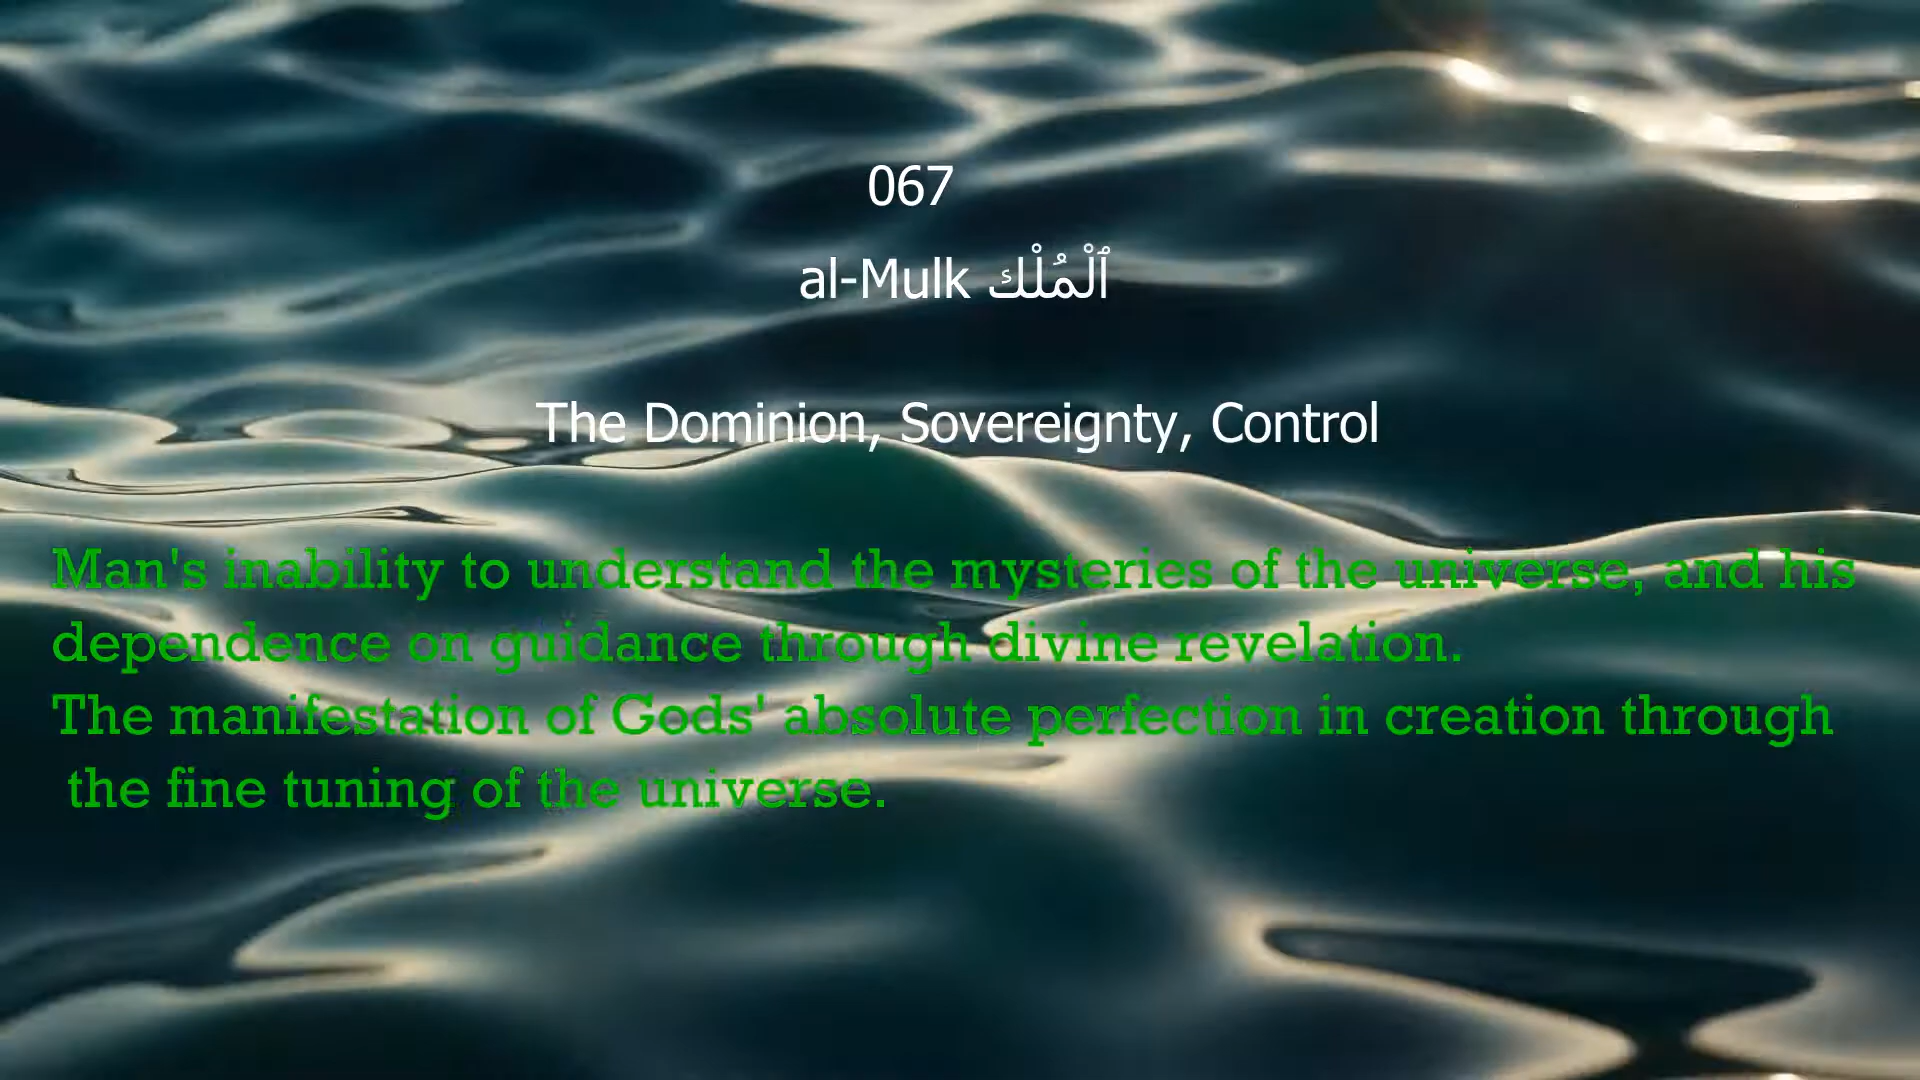 067
al-Mulk ٱلْمُلْك
The Dominion, Sovereignty, Control
Man's inability to understand the mysteries of the universe, and his
dependence on guidance through divine revelation.
The manifestation of Gods' absolute perfection in creation through
the fine tuning of the universe.